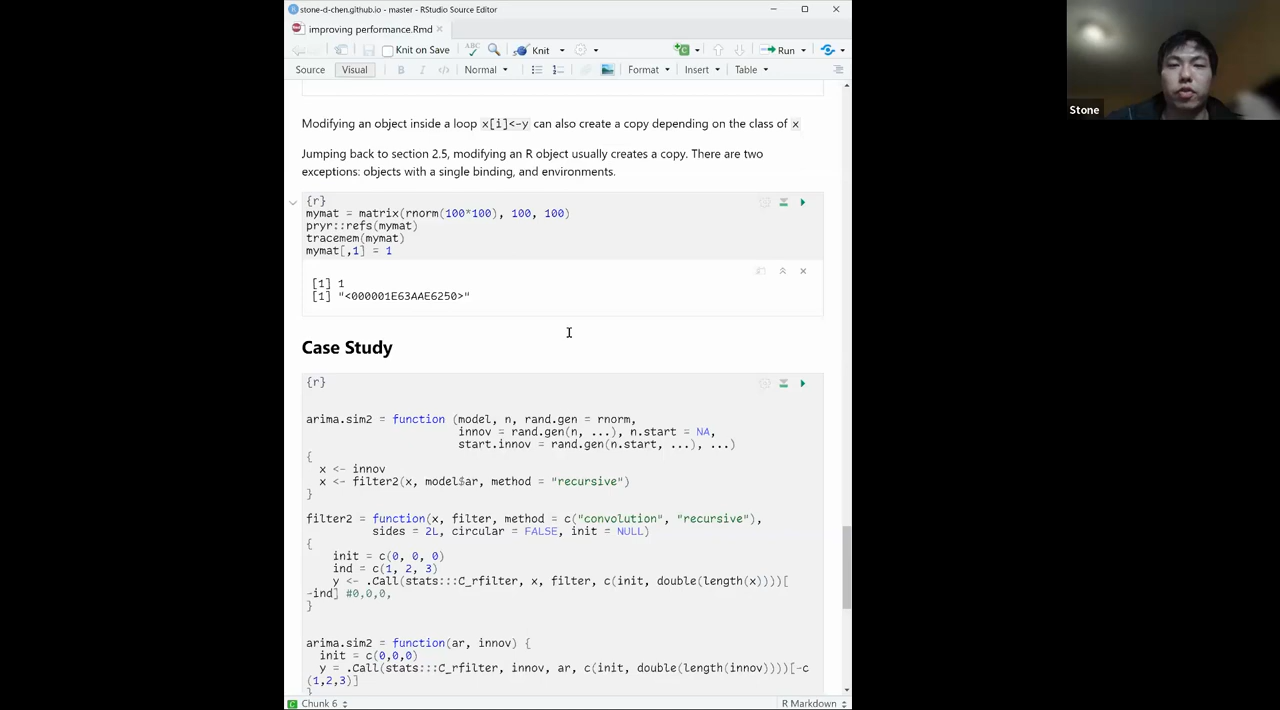 stone-d-chen.github.io - master - RStudio Source Editor
improving performance.Rmd
Knit on Save
ABC
Knit
Run
Source
Visual
B
I
Normal
Format
Insert
Table
Stone
Modifying an object inside a loop x[i]<-y can also create a copy depending on the class of x
Jumping back to section 2.5, modifying an R object usually creates a copy. There are two
exceptions: objects with a single binding, and environments.
{r}
mymat = matrix(rnorm(100*100), 100, 100)
pryr::refs(mymat)
tracemem(mymat)
mymat[,1] = 1
[1] 1
[1] "<000001E63AAE6250>"
Case Study
{r}
arima.sim2 = function (model, n, rand.gen = rnorm,
innov = rand.gen(n, ...), n.start = NA,
start.innov = rand.gen(n.start, ...), ...)
{
x <- innov
x <- filter2(x, model$ar, method = "recursive")
}
filter2 = function(x, filter, method = c("convolution", "recursive"),
sides = 2L, circular = FALSE, init = NULL)
{
init = c(0, 0, 0)
ind = c(1, 2, 3)
y <- .Call(stats:::C_rfilter, x, filter, c(init, double(length(x))))[
-ind] #0,0,0,
}
arima.sim2 = function(ar, innov) {
init = c(0,0,0)
y = .Call(stats:::C_rfilter, innov, ar, c(init, double(length(innov))))[-c
(1,2,3)]
}
Chunk 6
R Markdown